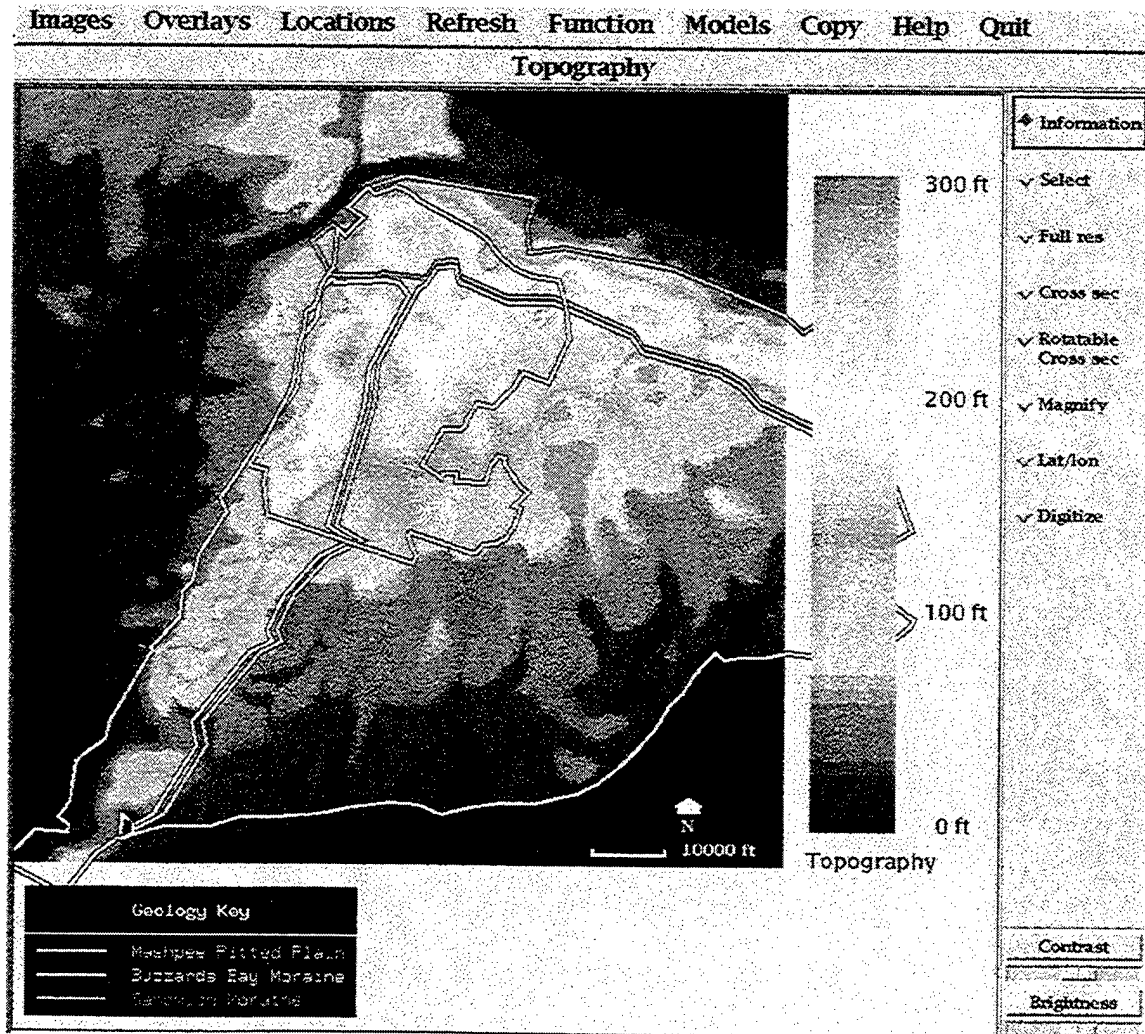 Images Overlays Locations Refresh Function Models Copy Help Quit
Topography
Information
Select
Full res
Cross sec
Rotatable
Cross sec
Magnify
Lat/lon
Digitize
300 ft
200 ft
100 ft
0 ft
Topography
N
10000 ft
Geology Key
Mashpee Pitted Plain
Buzzards Bay Moraine
Sandwich Moraine
Contrast
Brightness